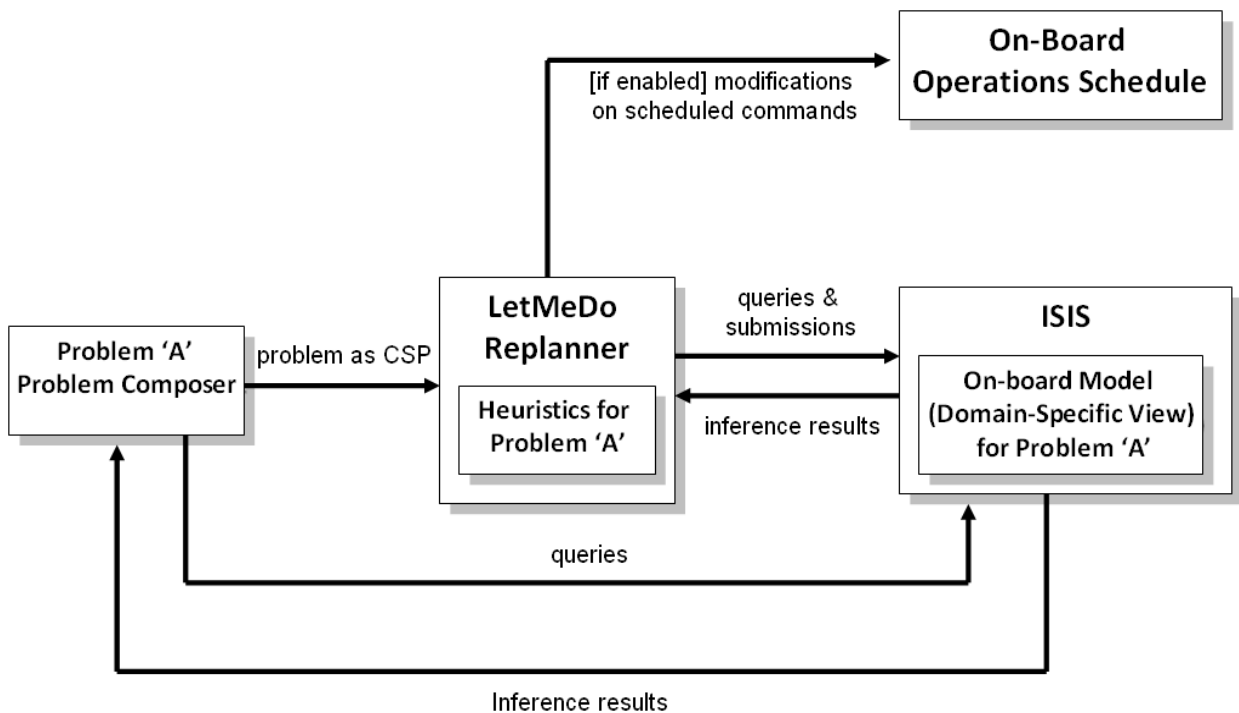 On-Board
Operations Schedule
[if enabled] modifications
on scheduled commands
LetMeDo
Replanner
Heuristics for
Problem ‘A’
queries &
submissions
inference results
ISIS
On-board Model
(Domain-Specific View)
for Problem ‘A’
Problem ‘A’
Problem Composer
problem as CSP
queries
Inference results